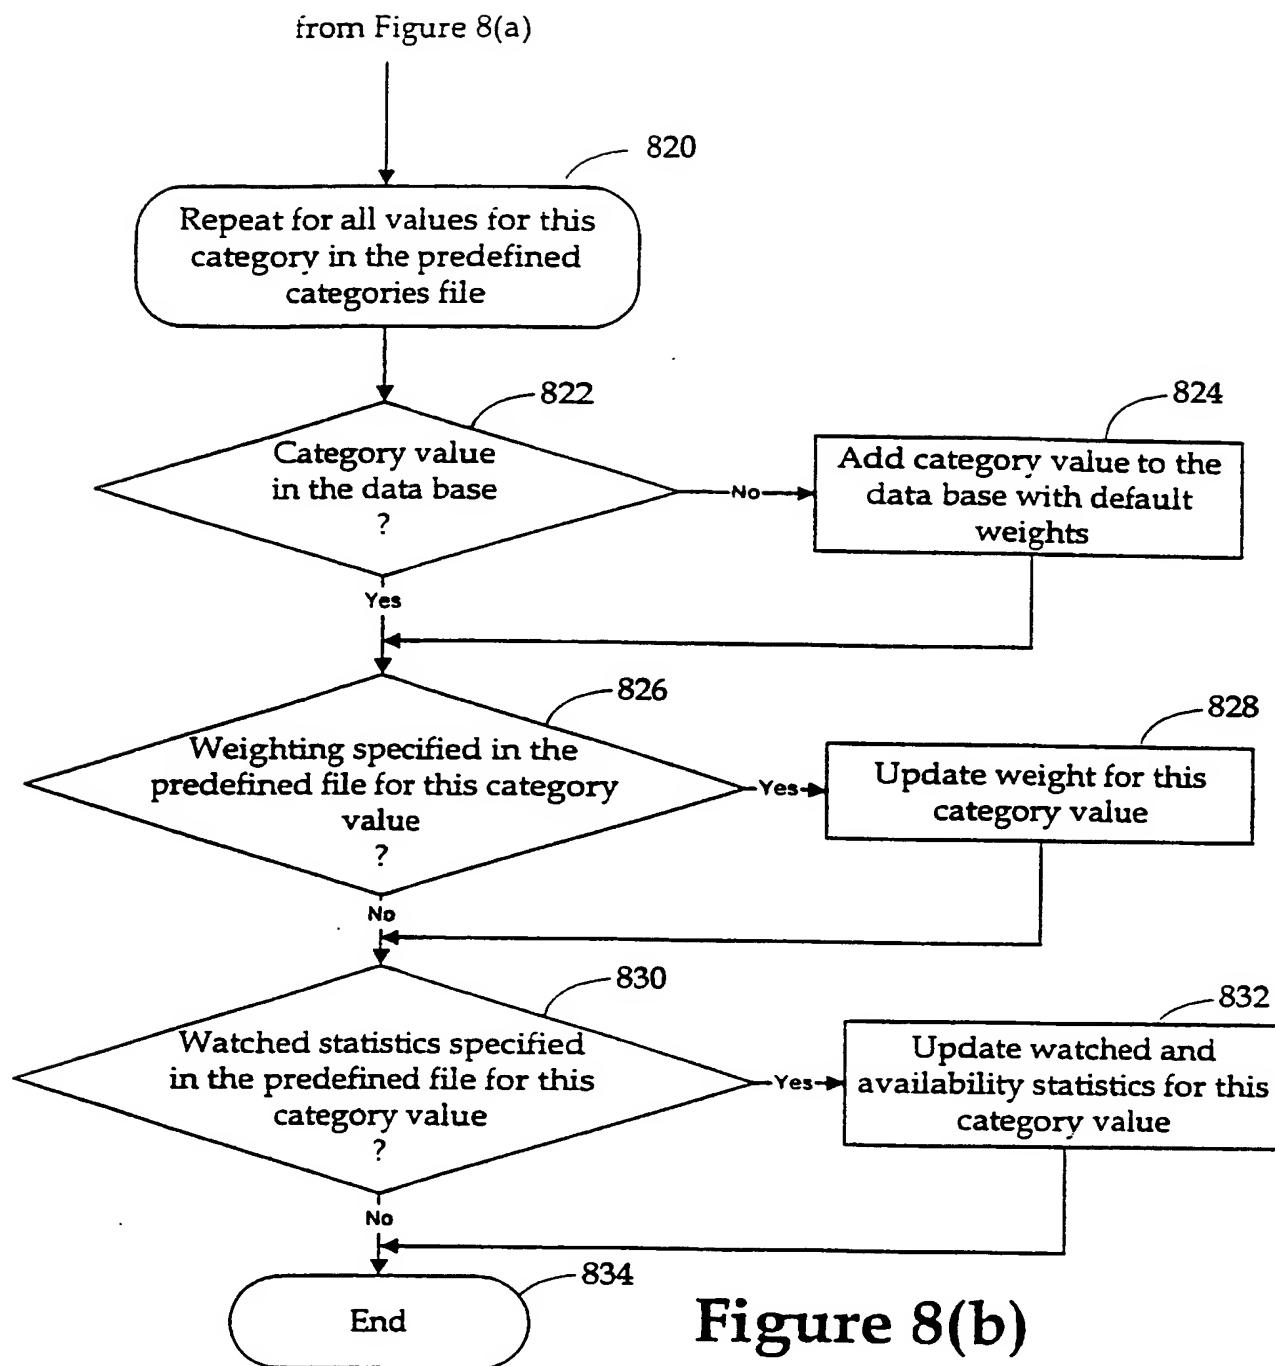 from Figure 8(a)
820
Repeat for all values for this
category in the predefined
categories file
822
Category value
in the data base
?
No
824
Add category value to the
data base with default
weights
Yes
826
Weighting specified in the
predefined file for this category
value
?
Yes
828
Update weight for this
category value
No
830
Watched statistics specified
in the predefined file for this
category value
?
Yes
832
Update watched and
availability statistics for this
category value
No
834
End
Figure 8(b)